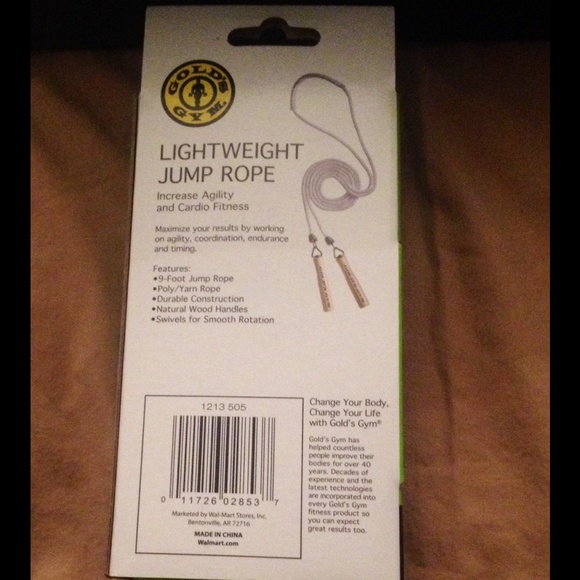 GOLD'S
GYM
LIGHTWEIGHT
JUMP ROPE
Increase Agility
and Cardio Fitness
Maximize your results by working
on agility, coordination, endurance
and timing.
Features:
•9-Foot Jump Rope
•Poly/Yarn Rope
•Durable Construction
•Natural Wood Handles
•Swivels for Smooth Rotation
1213 505
0 11726 02853 7
Marketed by Wal-Mart Stores, Inc.
Bentonville, AR 72716
MADE IN CHINA
Walmart.com
Change Your Body,
Change Your Life
with Gold's Gym®
Gold's Gym has
helped countless
people improve their
bodies for over 40
years. Decades of
experience and the
latest technologies
are incorporated into
every Gold's Gym
fitness product so
you can expect
great results too.